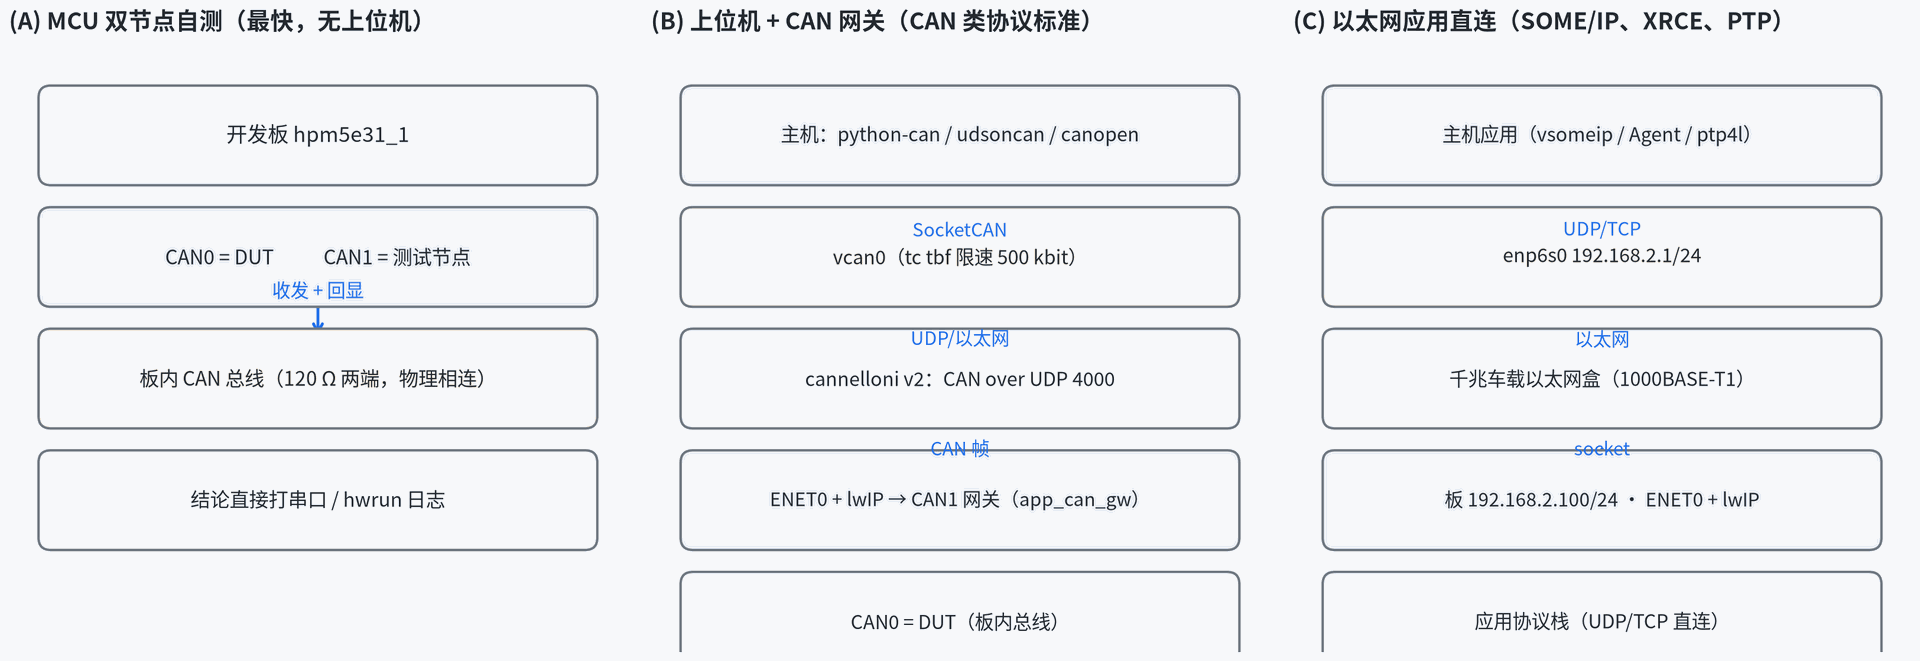 (A) MCU 双节点自测（最快，无上位机）
开发板 hpm5e31_1
CAN0 = DUT CAN1 = 测试节点
收发 + 回显
板内 CAN 总线（120 Ω 两端，物理相连）
结论直接打串口 / hwrun 日志
(B) 上位机 + CAN 网关（CAN 类协议标准）
主机：python-can / udsoncan / canopen
SocketCAN
vcan0（tc tbf 限速 500 kbit）
UDP/以太网
cannelloni v2：CAN over UDP 4000
CAN 帧
ENET0 + lwIP → CAN1 网关（app_can_gw）
CAN0 = DUT（板内总线）
(C) 以太网应用直连（SOME/IP、XRCE、PTP）
主机应用（vsomeip / Agent / ptp4l）
UDP/TCP
enp6s0 192.168.2.1/24
以太网
千兆车载以太网盒（1000BASE-T1）
socket
板 192.168.2.100/24 · ENET0 + lwIP
应用协议栈（UDP/TCP 直连）